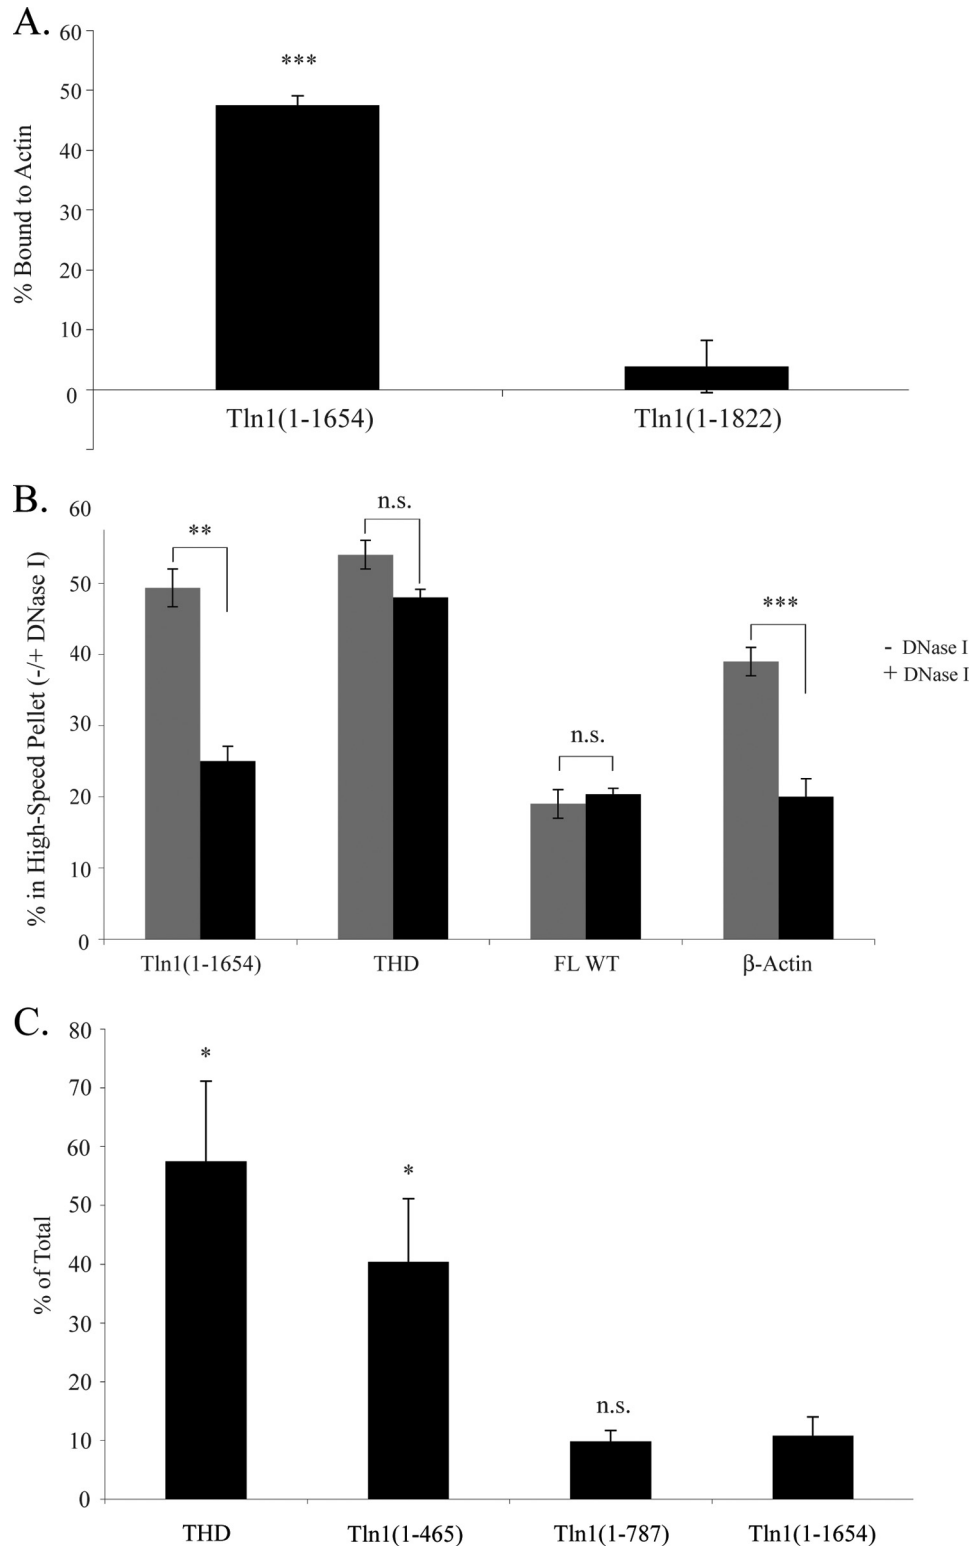 A.
60
50
40
30
20
10
0
% Bound to Actin
***
Tln1(1-1654)
Tln1(1-1822)
B.
60
50
40
30
20
10
0
% in High-Speed Pellet (-/+ DNase I)
**
n.s.
n.s.
***
- DNase I
+ DNase I
Tln1(1-1654)
THD
FL WT
β-Actin
C.
80
70
60
50
40
30
20
10
0
% of Total
*
*
n.s.
THD
Tln1(1-465)
Tln1(1-787)
Tln1(1-1654)